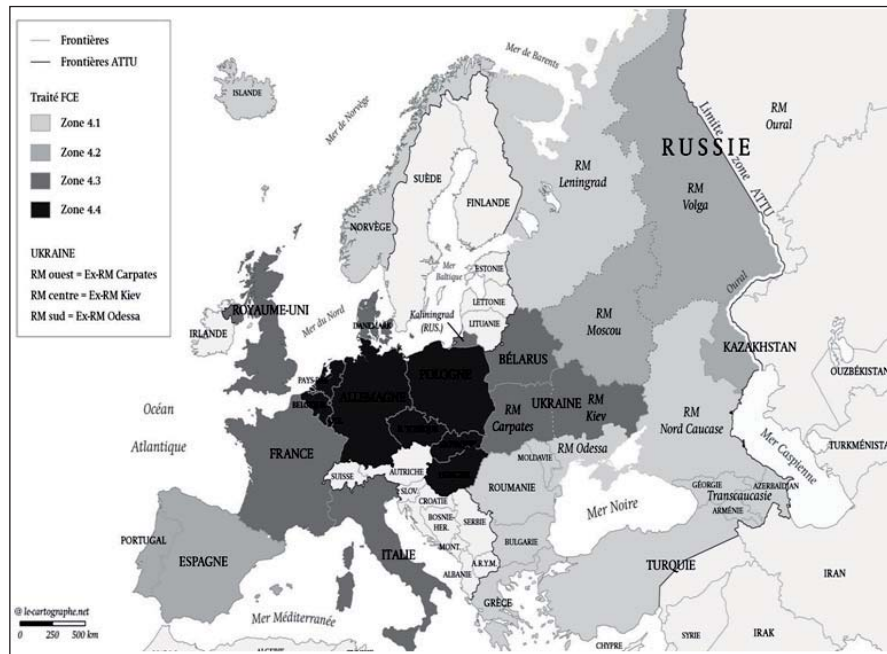 Frontières
Frontières ATTU
Traité FCE
Zone 4.1
Zone 4.2
Zone 4.3
Zone 4.4
UKRAINE
RM ouest = Ex-RM Carpates
RM centre = Ex-RM Kiev
RM sud = Ex-RM Odessa
ISLANDE
Mer de Norvège
Mer de Barents
Limite zone ATTU
RM
Oural
RUSSIE
RM
Leningrad
RM
Volga
SUÈDE
FINLANDE
NORVÈGE
ESTONIE
Mer
Baltique
LETTONIE
LITUANIE
Oural
RM
Moscou
ROYAUME-UNI
IRLANDE
Mer du Nord
DANEMARK
Kaliningrad
(RUS.)
BÉLARUS
KAZAKHSTAN
OUZBÉKISTAN
PAYS-BAS
ALLEMAGNE
POLOGNE
BELGIQUE
Océan
Atlantique
RM
Carpates
UKRAINE
RM
Kiev
RM
Nord Caucase
RM Odessa
MOLDAVIE
Mer Caspienne
TURKMÉNISTAN
FRANCE
SUISSE
AUTRICHE
HONGRIE
SLOV.
CROATIE
ROUMANIE
BOSNIE-
HER.
SERBIE
MONT.
Mer Noire
GÉORGIE
AZERBAÏDJAN
Transcaucasie
ARMÉNIE
BULGARIE
A.R.Y.M.
ALBANIE
ITALIE
PORTUGAL
ESPAGNE
TURQUIE
GRÈCE
IRAN
Mer Méditerranée
CHYPRE
SYRIE
IRAK
@ le-cartographe.net
0 250 500 km
ALGÉRIE